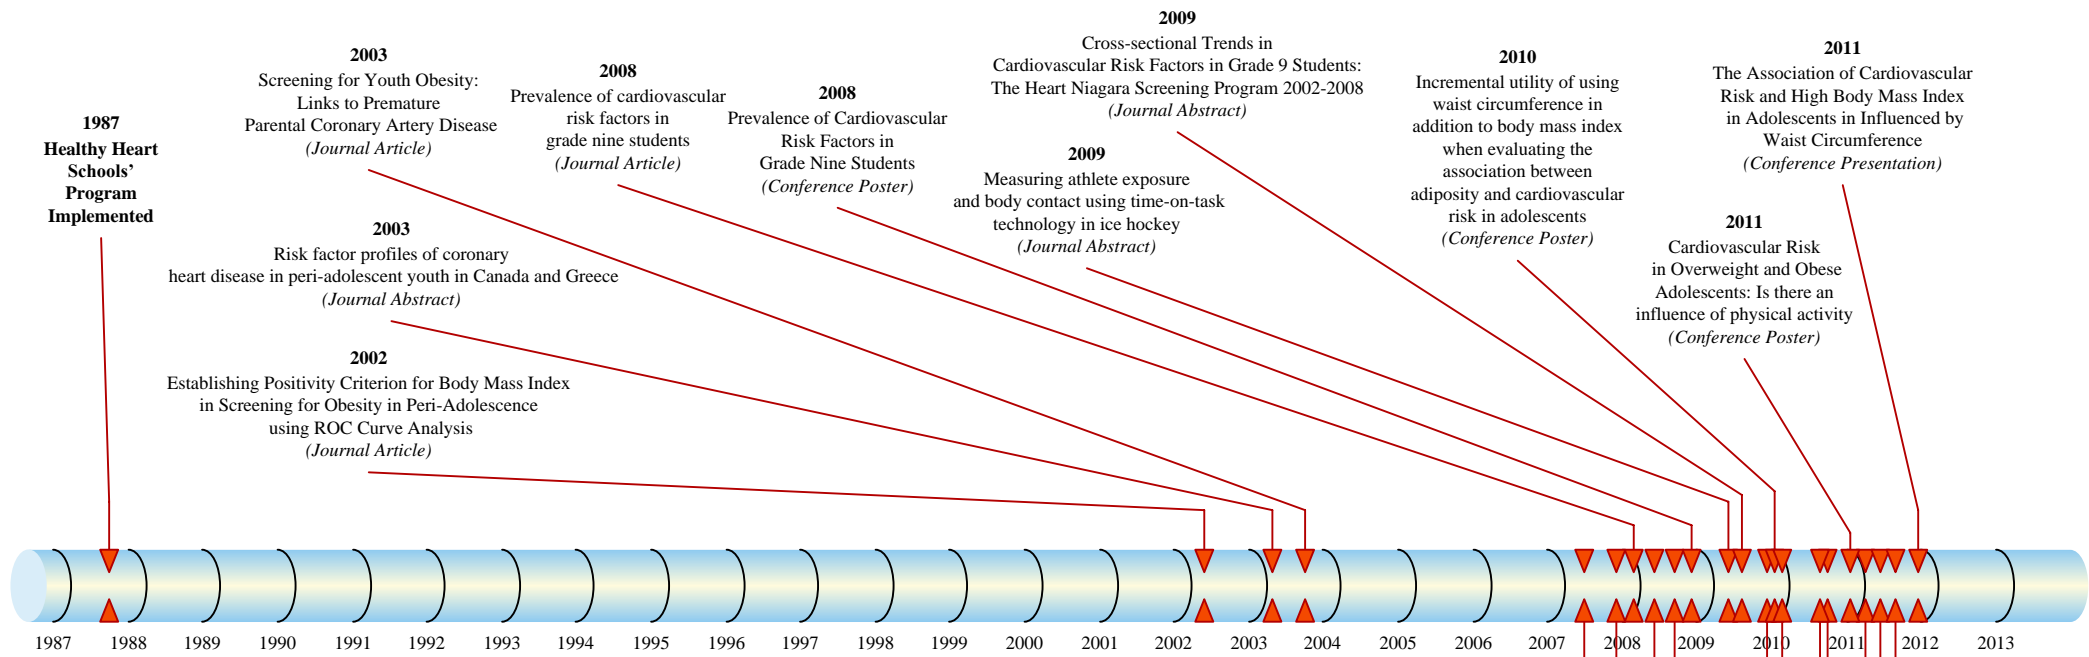 1987
Healthy Heart
Schools’
Program
Implemented
2003
Screening for Youth Obesity:
Links to Premature
Parental Coronary Artery Disease
(Journal Article)
2003
Risk factor profiles of coronary
heart disease in peri-adolescent youth in Canada and Greece
(Journal Abstract)
2002
Establishing Positivity Criterion for Body Mass Index
in Screening for Obesity in Peri-Adolescence
using ROC Curve Analysis
(Journal Article)
2008
Prevalence of cardiovascular
risk factors in
grade nine students
(Journal Article)
2008
Prevalence of Cardiovascular
Risk Factors in
Grade Nine Students
(Conference Poster)
2009
Cross-sectional Trends in
Cardiovascular Risk Factors in Grade 9 Students:
The Heart Niagara Screening Program 2002-2008
(Journal Abstract)
2009
Measuring athlete exposure
and body contact using time-on-task
technology in ice hockey
(Journal Abstract)
2010
Incremental utility of using
waist circumference in
addition to body mass index
when evaluating the
association between
adiposity and cardiovascular
risk in adolescents
(Conference Poster)
2011
The Association of Cardiovascular
Risk and High Body Mass Index
in Adolescents in Influenced by
Waist Circumference
(Conference Presentation)
2011
Cardiovascular Risk
in Overweight and Obese
Adolescents: Is there an
influence of physical activity
(Conference Poster)
1987 1988 1989 1990 1991 1992 1993 1994 1995 1996 1997 1998 1999 2000 2001 2002 2003 2004 2005 2006 2007 2008 2009 2010 2011 2012 2013